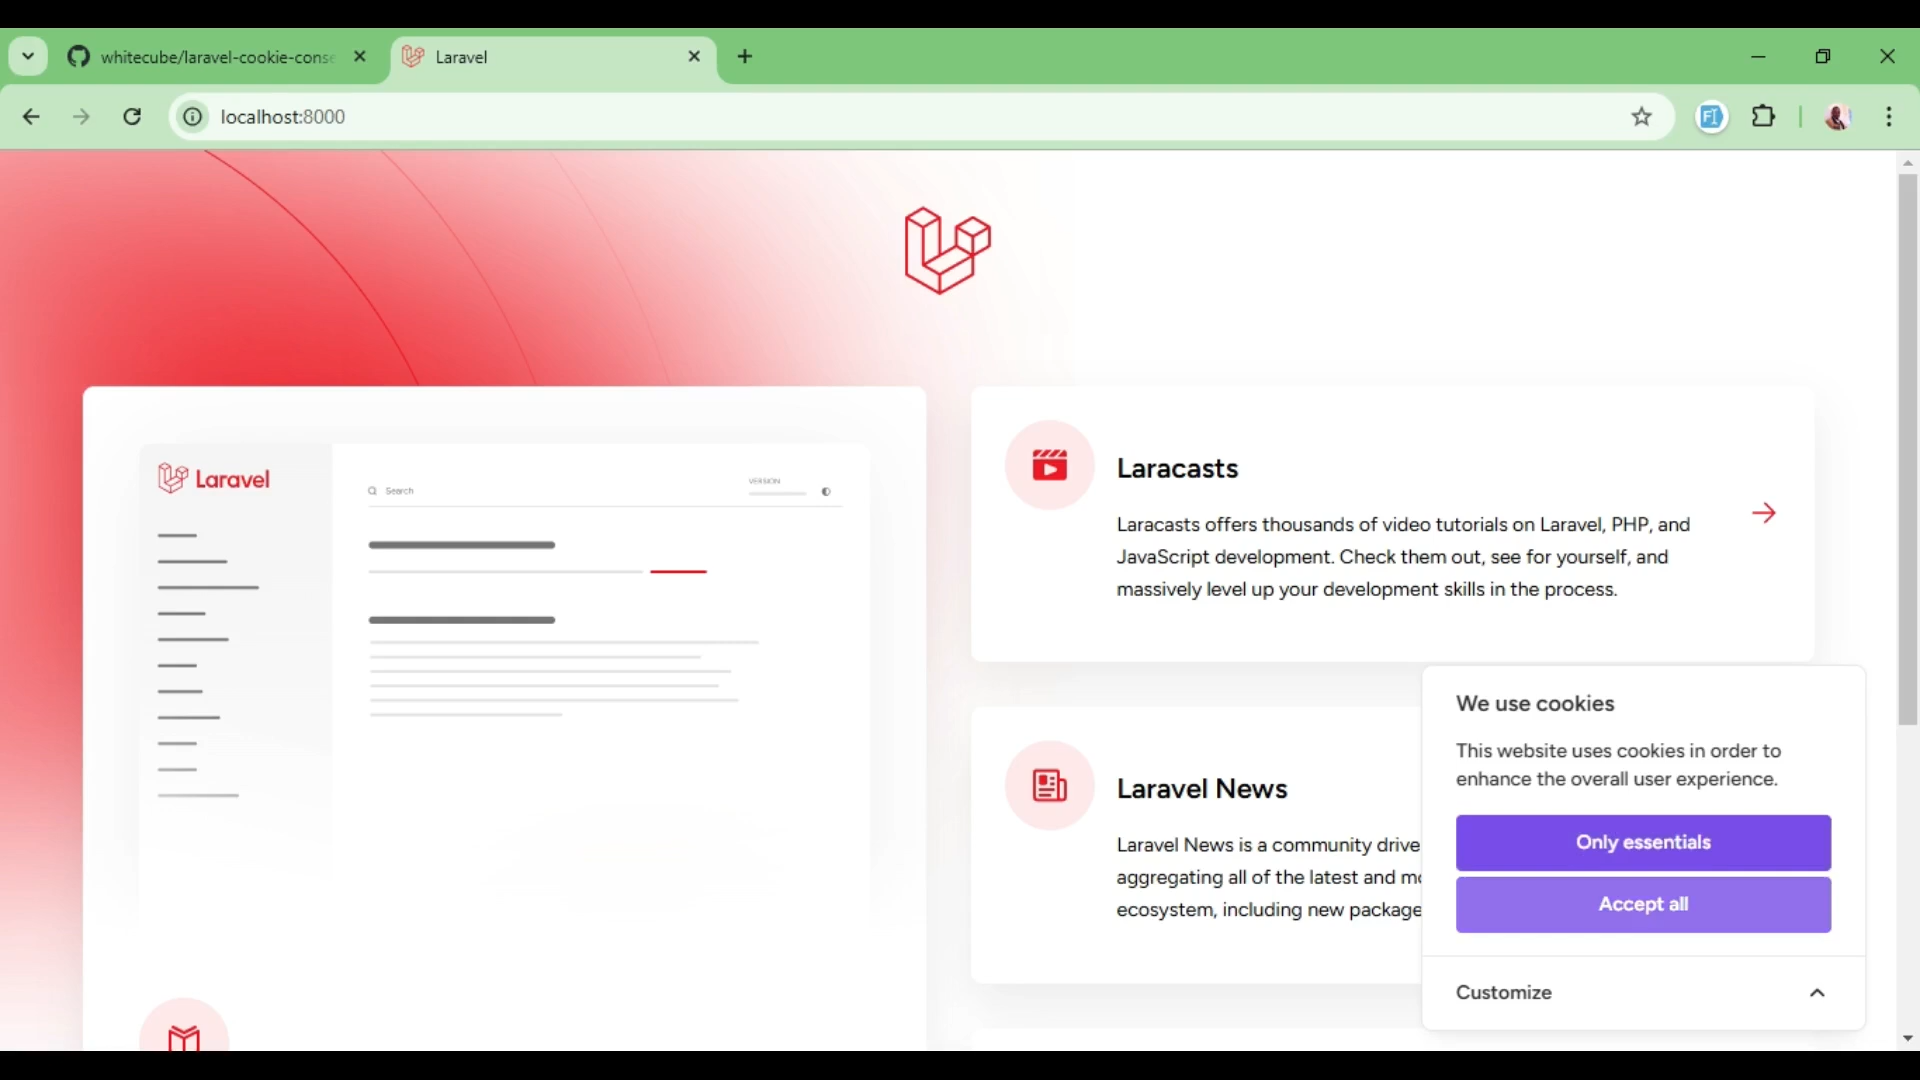 whitecube/laravel-cookie-conse
Laravel
localhost:8000
Laravel
Search
VERSION
Laracasts
Laracasts offers thousands of video tutorials on Laravel, PHP, and
JavaScript development. Check them out, see for yourself, and
massively level up your development skills in the process.
Laravel News
Laravel News is a community drive
aggregating all of the latest and mo
ecosystem, including new package
We use cookies
This website uses cookies in order to
enhance the overall user experience.
Only essentials
Accept all
Customize